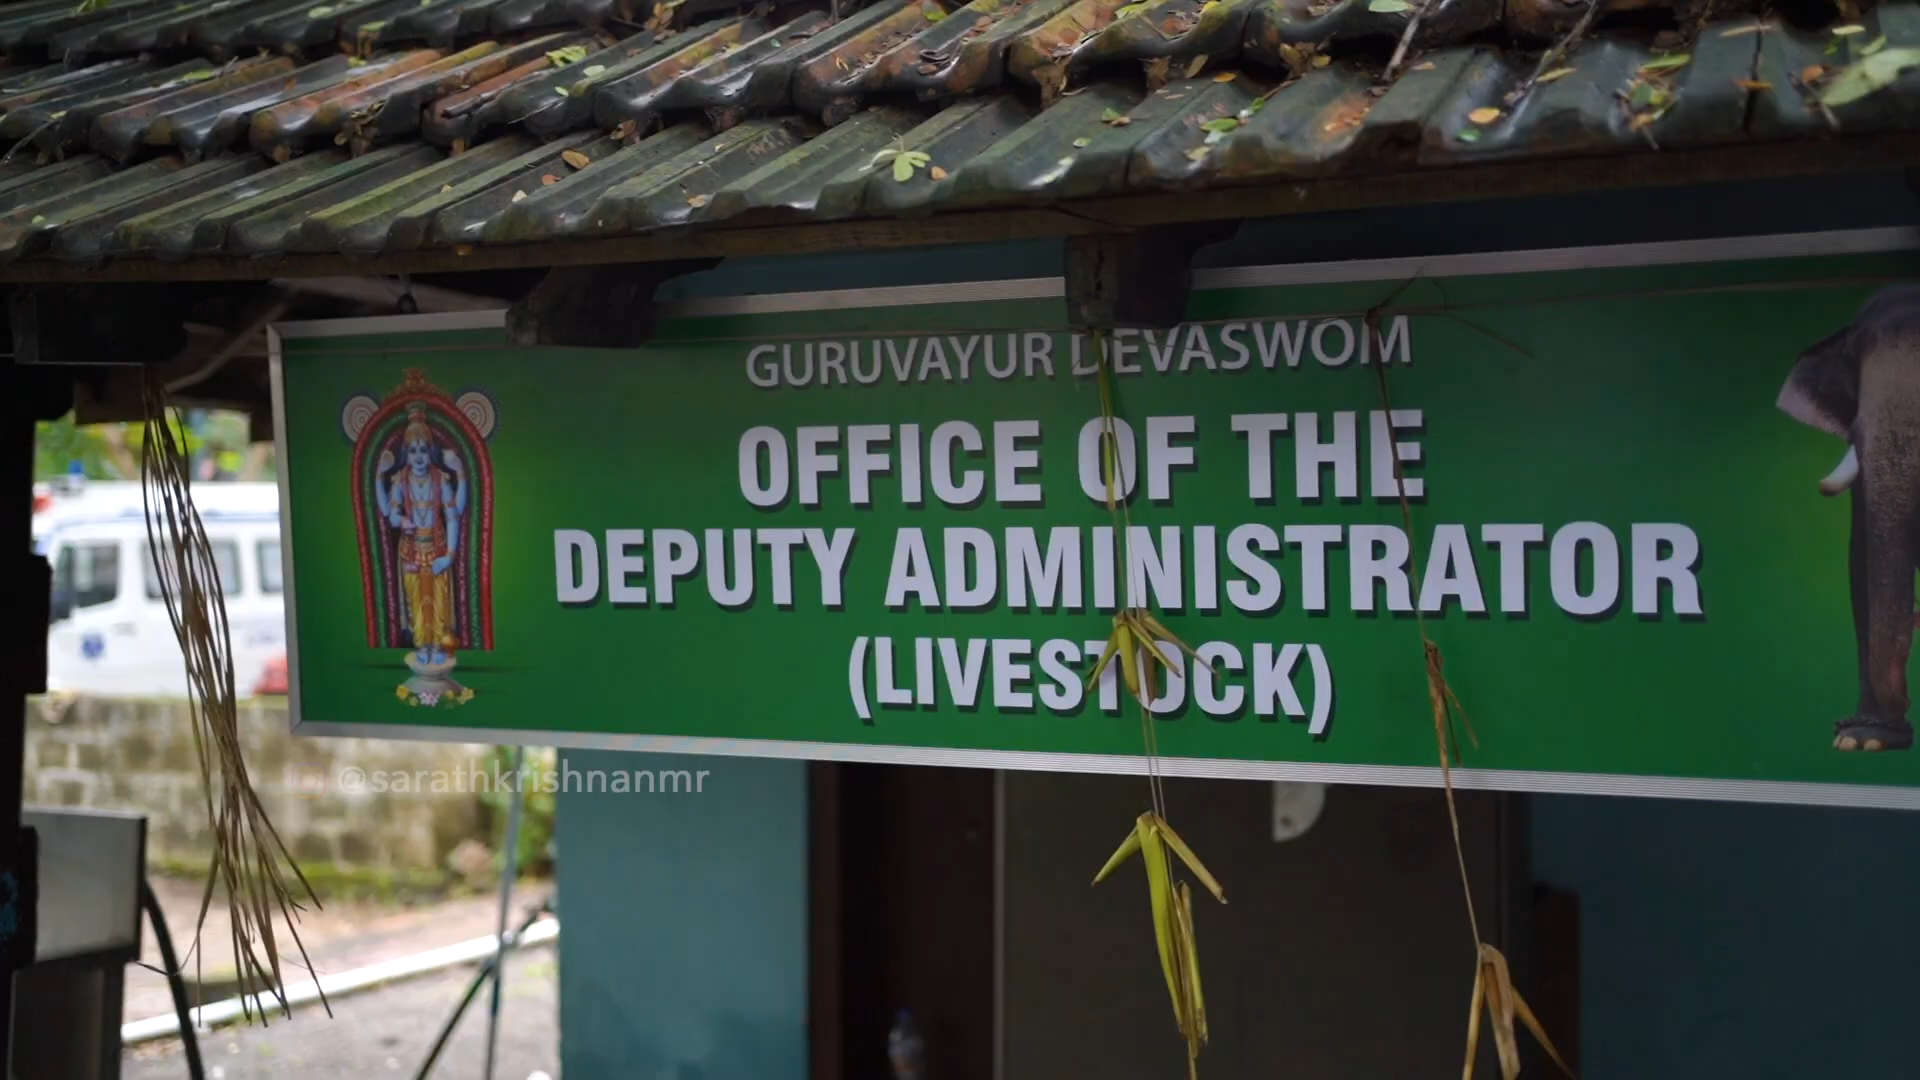 GURUVAYUR DEVASWOM
OFFICE OF THE
DEPUTY ADMINISTRATOR
(LIVESTOCK)
@sarathkrishnanmr